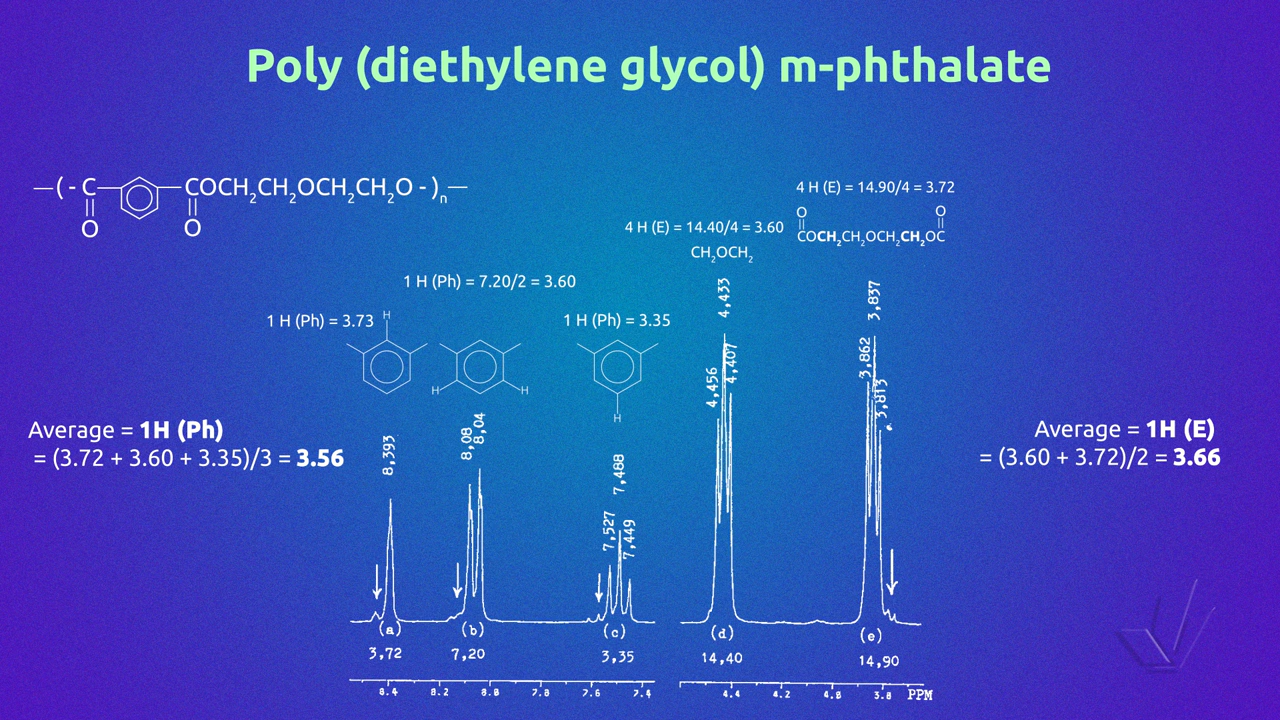 Poly (diethylene glycol) m-phthalate
—(- C—
—COCH₂CH₂OCH₂CH₂O -)ₙ—
O
O
4 H (E) = 14.90/4 = 3.72
O
O
COCH₂CH₂OCH₂CH₂OC
4 H (E) = 14.40/4 = 3.60
CH₂OCH₂
1 H (Ph) = 7.20/2 = 3.60
1 H (Ph) = 3.73
H
H
H
1 H (Ph) = 3.35
H
Average = 1H (Ph)
= (3.72 + 3.60 + 3.35)/3 = 3.56
Average = 1H (E)
= (3.60 + 3.72)/2 = 3.66
8,393
8,08
8,04
7,527
7,488
7,449
4,456
4,433
4,407
3,862
3,837
3,813
(a)
(b)
(c)
(d)
(e)
3,72
7,20
3,35
14,40
14,90
8.4 8.2 8.0 7.8 7.6 7.4
4.4 4.2 4.0 3.8 PPM